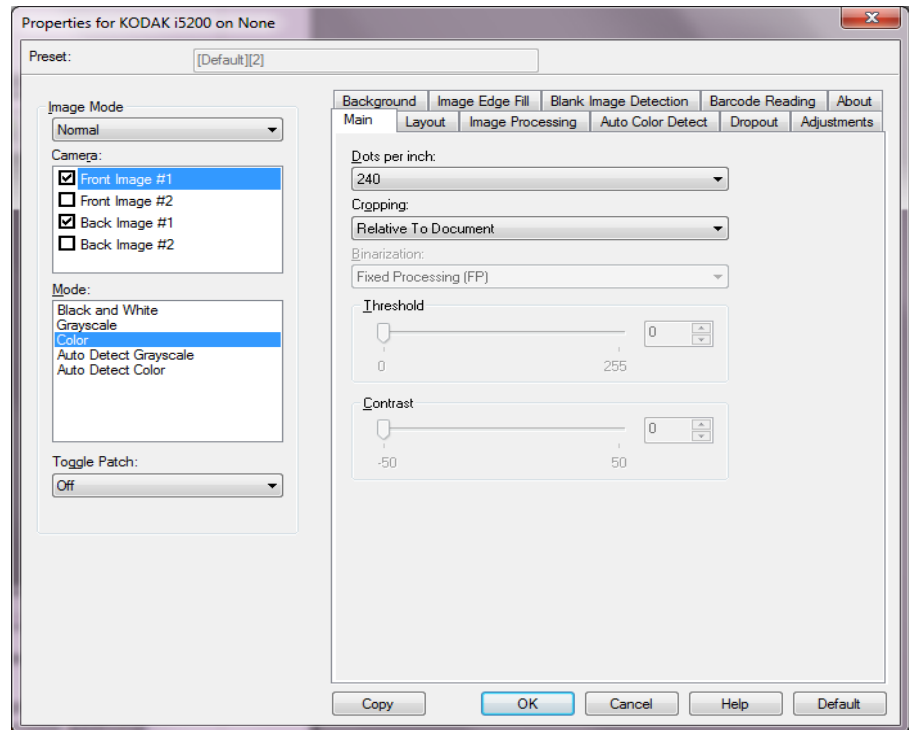 Properties for KODAK i5200 on None
Preset:
[Default][2]
Image Mode
Normal
Camera:
Front Image #1
Front Image #2
Back Image #1
Back Image #2
Mode:
Black and White
Grayscale
Color
Auto Detect Grayscale
Auto Detect Color
Toggle Patch:
Off
Background Image Edge Fill Blank Image Detection Barcode Reading About
Main Layout Image Processing Auto Color Detect Dropout Adjustments
Dots per inch:
240
Cropping:
Relative To Document
Binarization:
Fixed Processing (FP)
Threshold
0
0 255
Contrast
0
-50 50
Copy OK Cancel Help Default